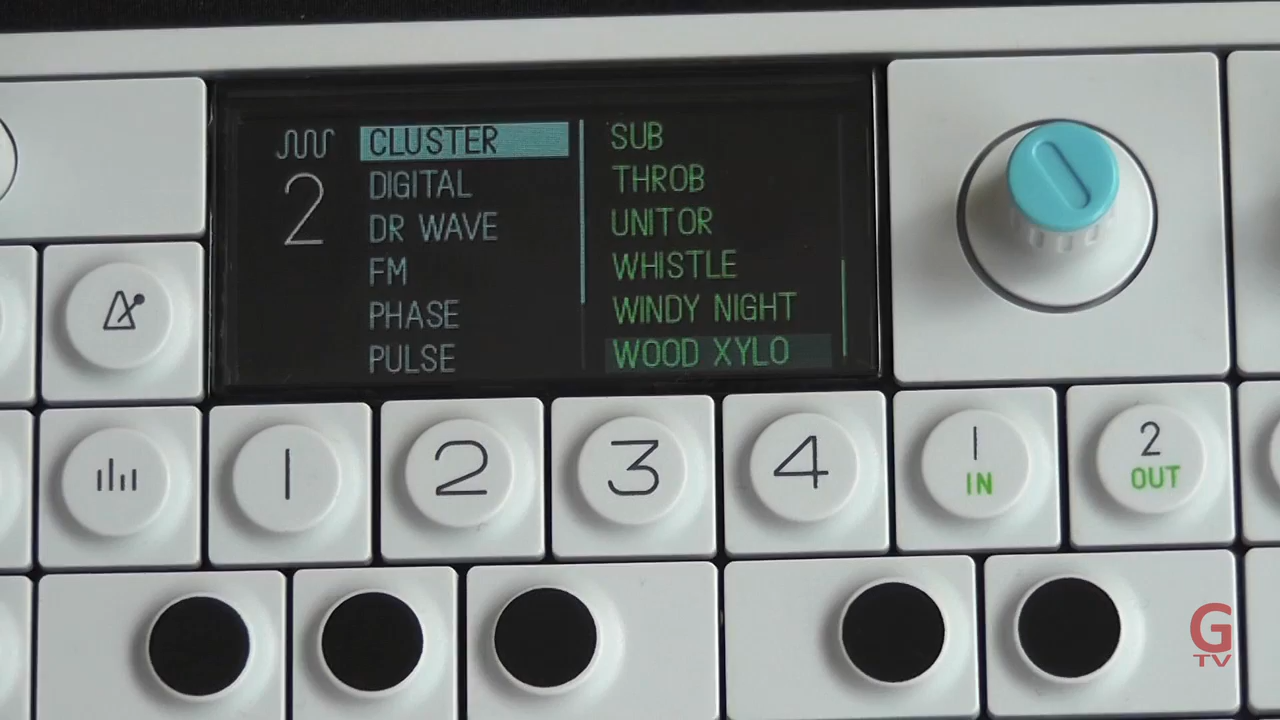 2
CLUSTER
DIGITAL
DR WAVE
FM
PHASE
PULSE
SUB
THROB
UNITOR
WHISTLE
WINDY NIGHT
WOOD XYLO
1
2
3
4
1
IN
2
OUT
G
TV